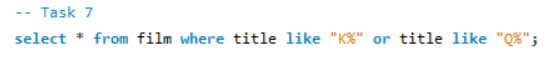 -- Task 7
select * from film where title like "K%" or title like "Q%";